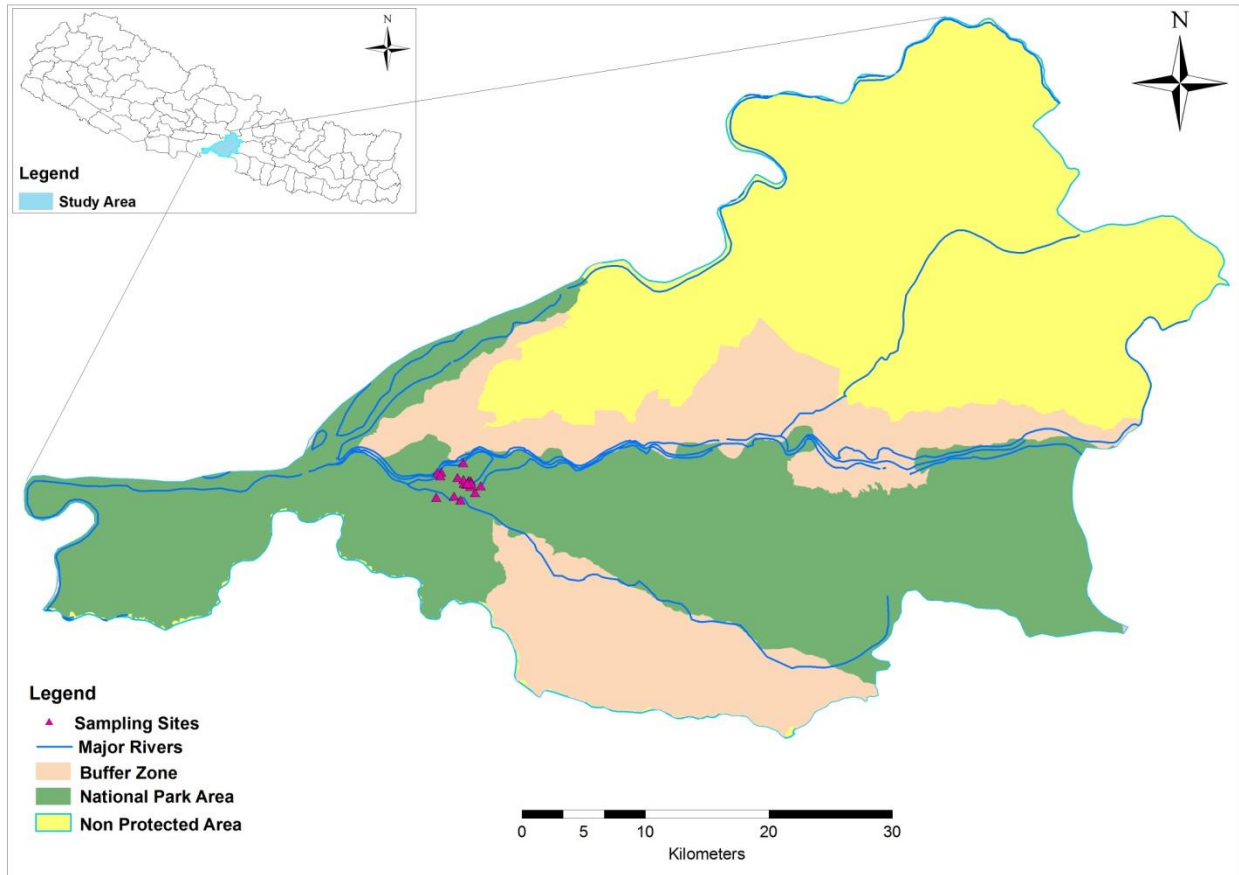 N
Legend
Study Area
N
Legend
Sampling Sites
Major Rivers
Buffer Zone
National Park Area
Non Protected Area
0 5 10 20 30
Kilometers